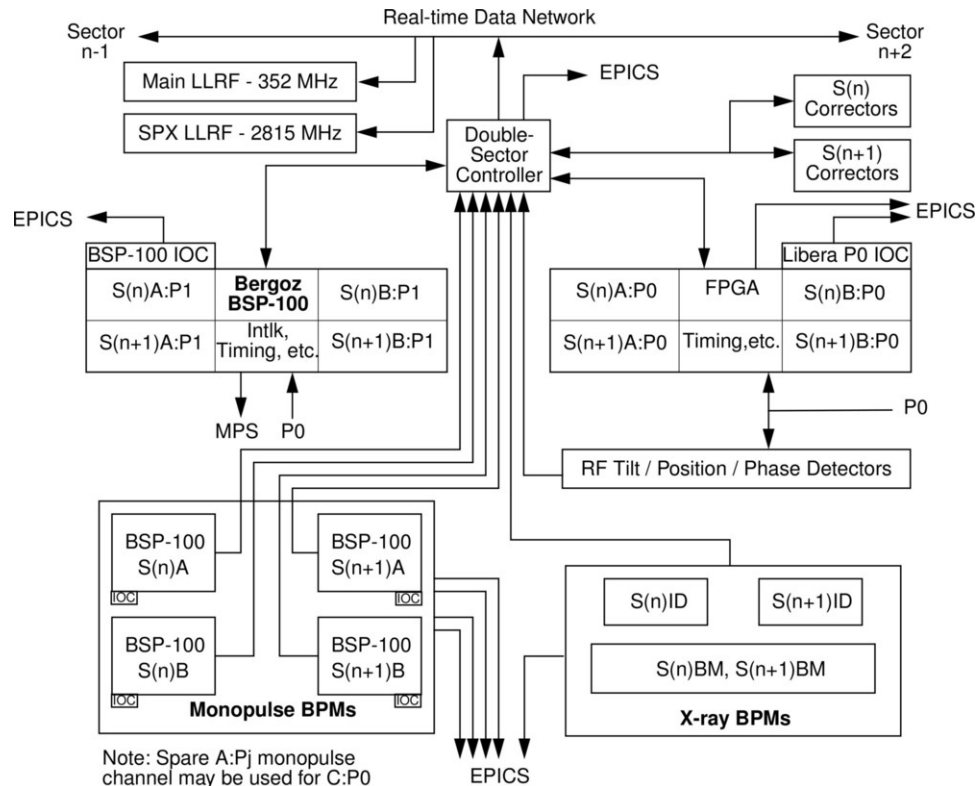 Real-time Data Network
Sector
n-1
Sector
n+2
Main LLRF - 352 MHz
EPICS
SPX LLRF - 2815 MHz
Double-
Sector
Controller
S(n)
Correctors
S(n+1)
Correctors
EPICS
BSP-100 IOC
S(n)A:P1
Bergoz
BSP-100
S(n)B:P1
S(n+1)A:P1
Intlk,
Timing, etc.
S(n+1)B:P1
MPS
P0
EPICS
Libera P0 IOC
S(n)A:P0
FPGA
S(n)B:P0
S(n+1)A:P0
Timing,etc.
S(n+1)B:P0
P0
RF Tilt / Position / Phase Detectors
BSP-100
S(n)A
IOC
BSP-100
S(n+1)A
IOC
BSP-100
S(n)B
IOC
BSP-100
S(n+1)B
IOC
Monopulse BPMs
S(n)ID
S(n+1)ID
S(n)BM, S(n+1)BM
X-ray BPMs
Note: Spare A:Pj monopulse
channel may be used for C:P0
EPICS